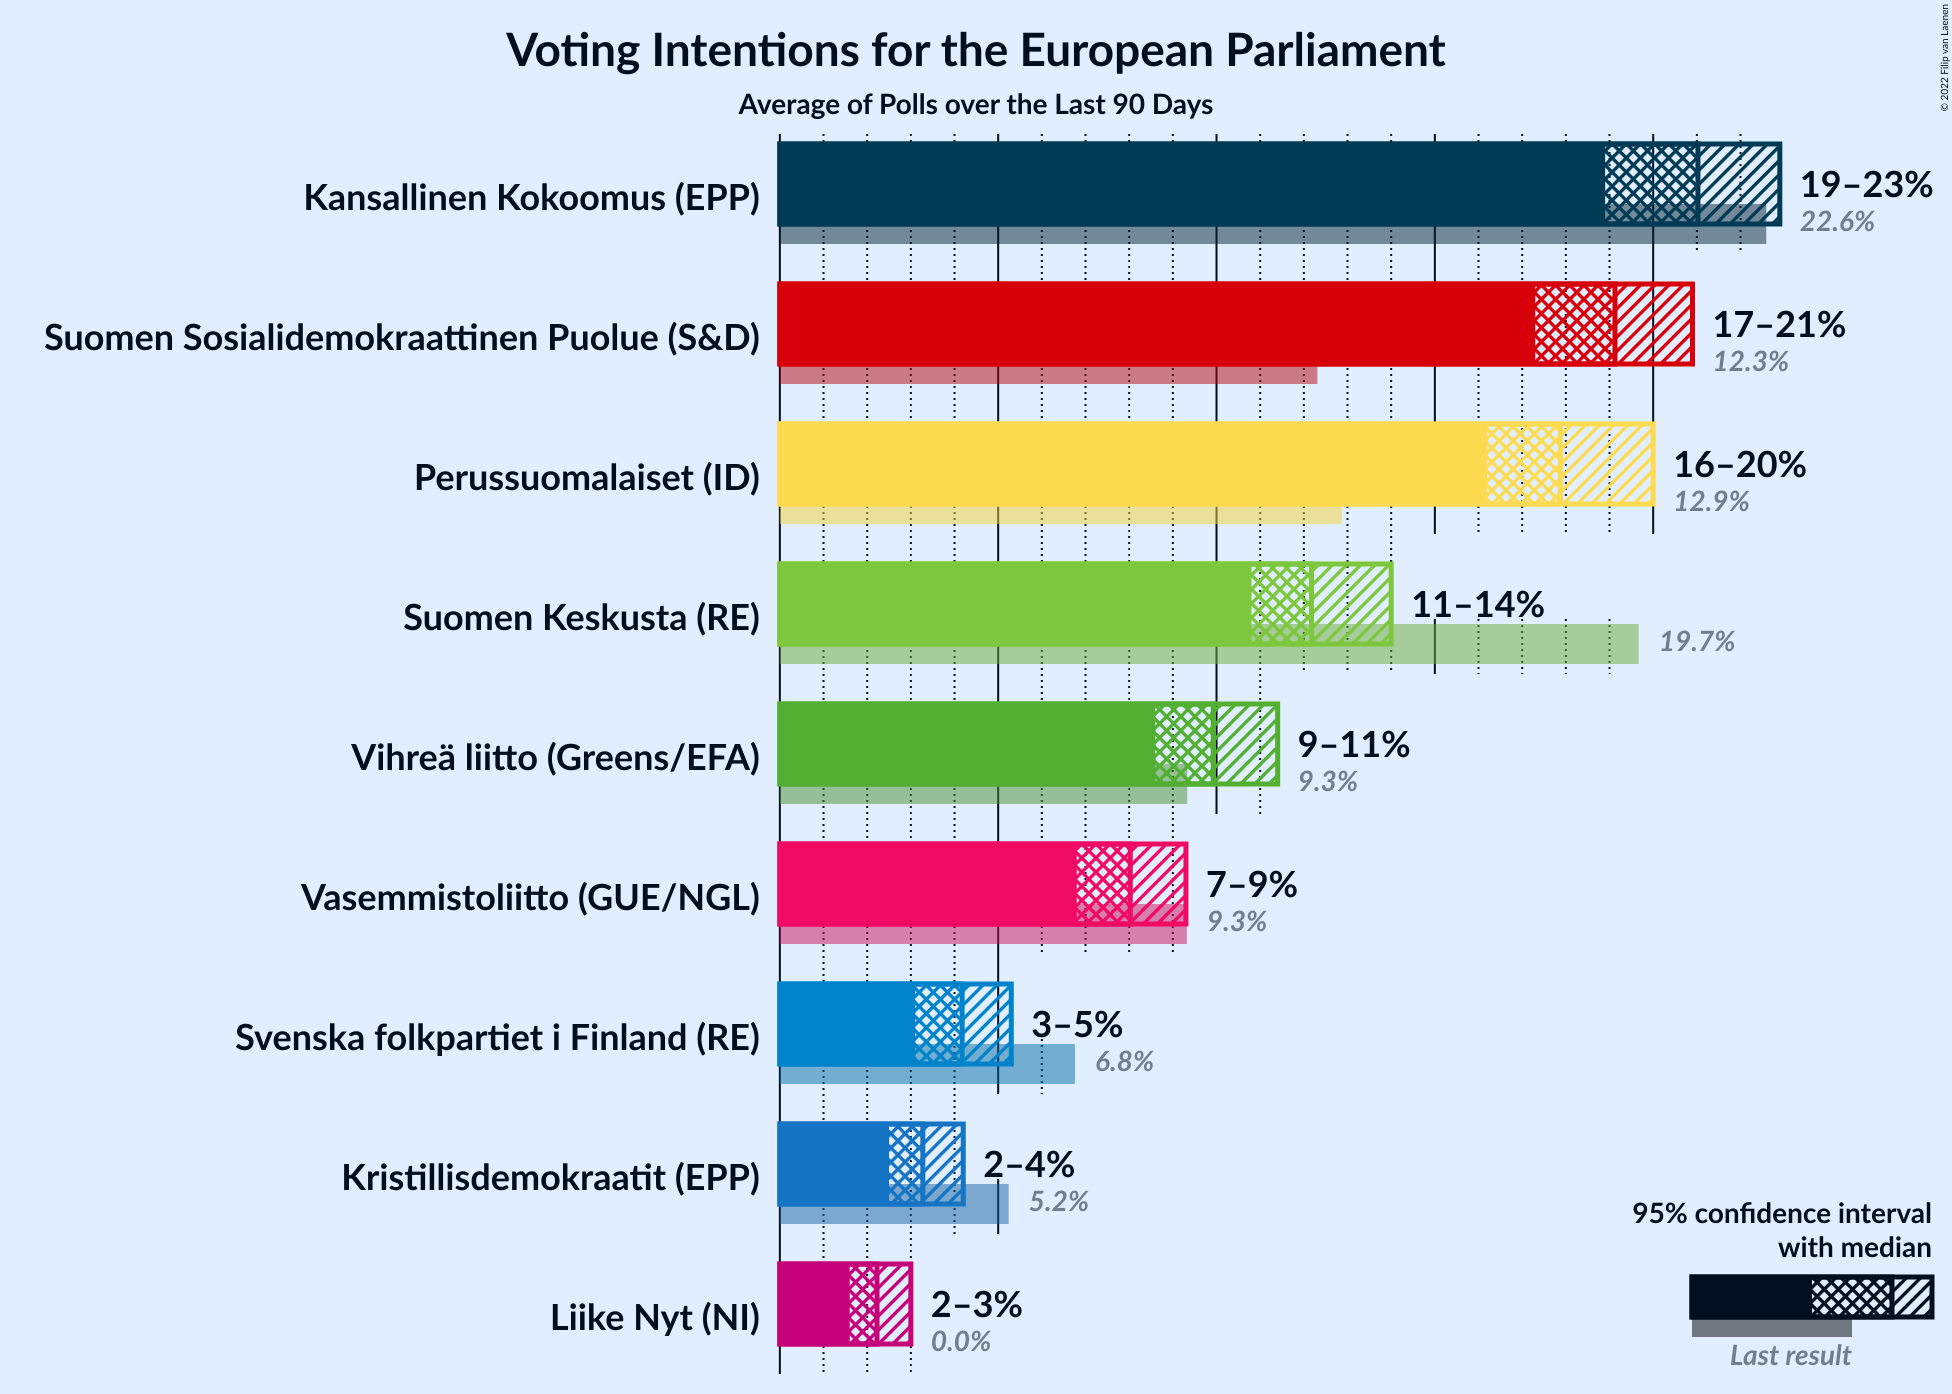 Voting Intentions for the European Parliament
Average of Polls over the Last 90 Days
© 2022 Filip van Laenen
Kansallinen Kokoomus (EPP)
19–23%
22.6%
Suomen Sosialidemokraattinen Puolue (S&D)
17–21%
12.3%
Perussuomalaiset (ID)
16–20%
12.9%
Suomen Keskusta (RE)
11–14%
19.7%
Vihreä liitto (Greens/EFA)
9–11%
9.3%
Vasemmistoliitto (GUE/NGL)
7–9%
9.3%
Svenska folkpartiet i Finland (RE)
3–5%
6.8%
Kristillisdemokraatit (EPP)
2–4%
5.2%
Liike Nyt (NI)
2–3%
0.0%
95% confidence interval
with median
Last result